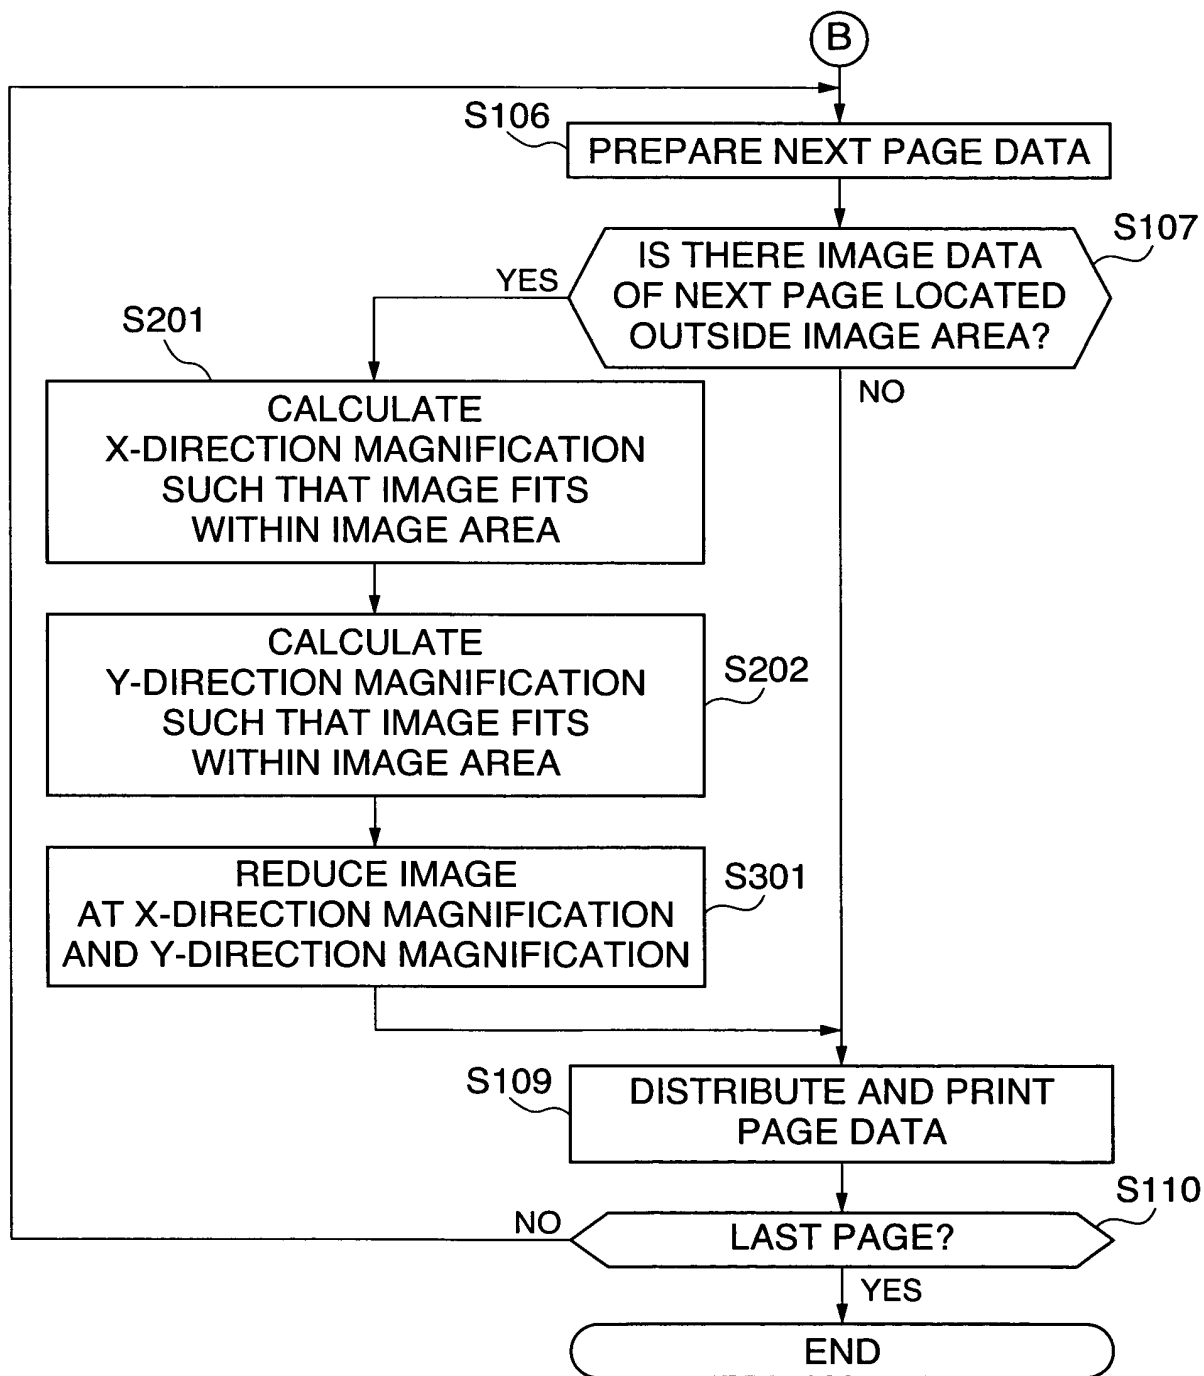 B
S106
PREPARE NEXT PAGE DATA
S107
IS THERE IMAGE DATA
OF NEXT PAGE LOCATED
OUTSIDE IMAGE AREA?
YES
NO
S201
CALCULATE
X-DIRECTION MAGNIFICATION
SUCH THAT IMAGE FITS
WITHIN IMAGE AREA
CALCULATE
Y-DIRECTION MAGNIFICATION
SUCH THAT IMAGE FITS
WITHIN IMAGE AREA
S202
REDUCE IMAGE
AT X-DIRECTION MAGNIFICATION
AND Y-DIRECTION MAGNIFICATION
S301
S109
DISTRIBUTE AND PRINT
PAGE DATA
S110
NO
LAST PAGE?
YES
END